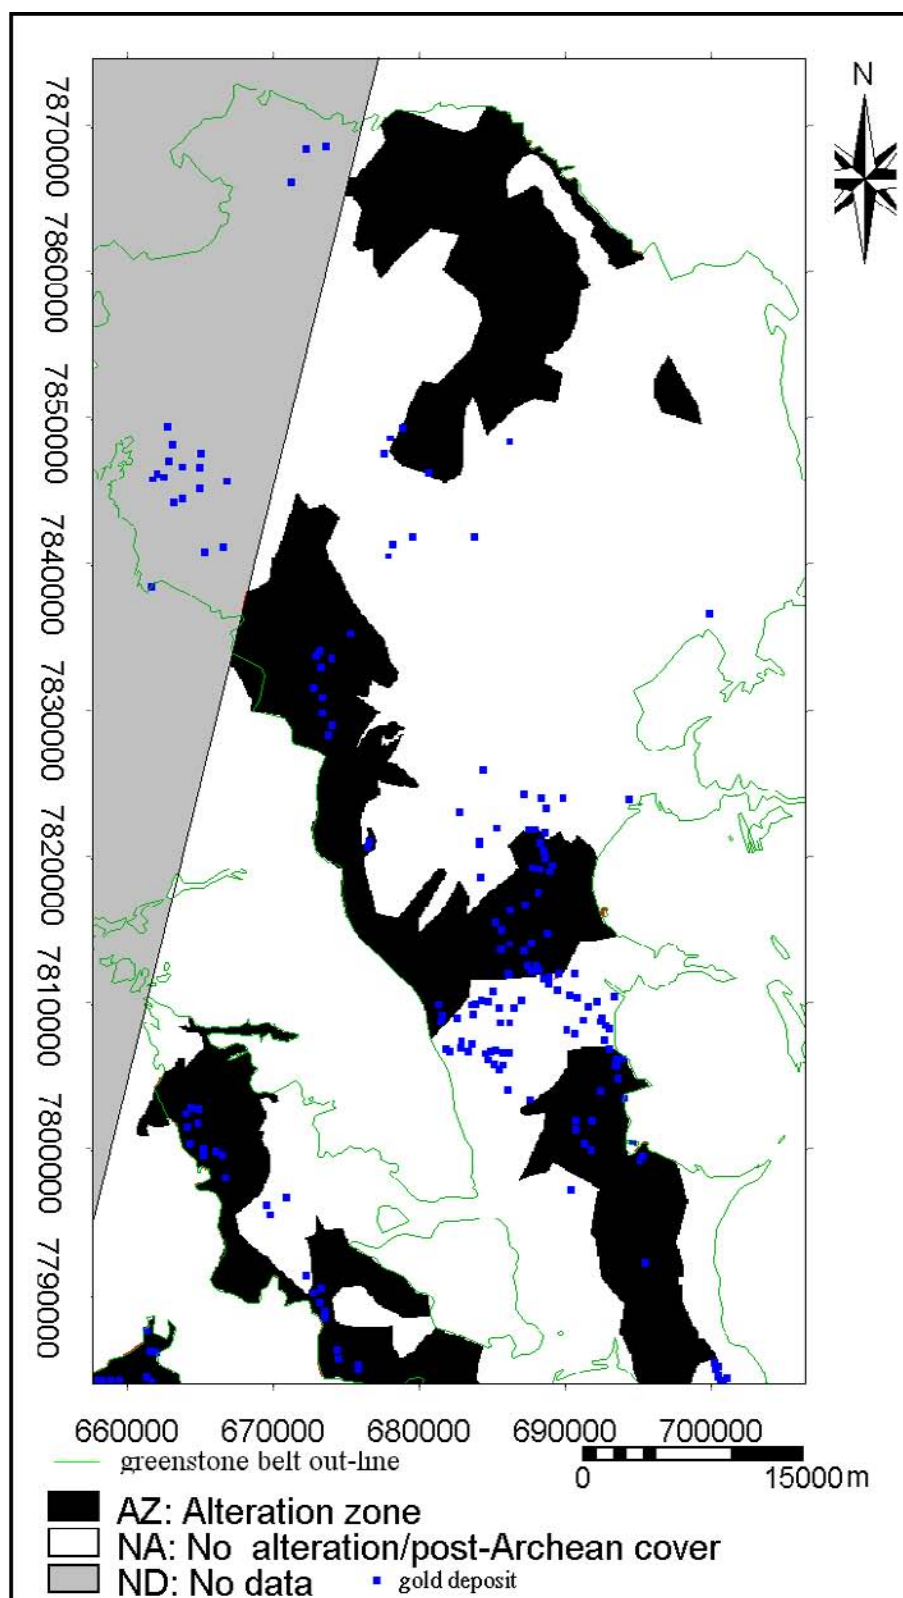 N
7870000
7860000
7850000
7840000
7830000
7820000
7810000
7800000
7790000
660000 670000 680000 690000 700000
greenstone belt out-line
0 15000m
AZ: Alteration zone
NA: No alteration/post-Archean cover
ND: No data gold deposit